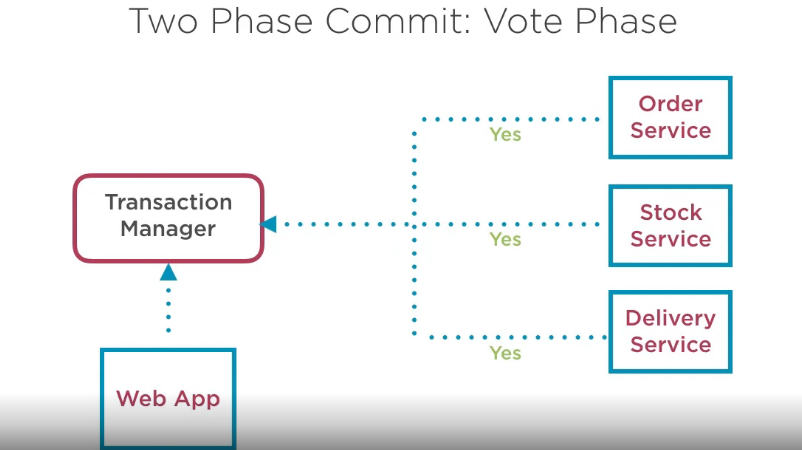 Two Phase Commit: Vote Phase
Order
Service
Yes
Transaction
Manager
Stock
Service
Yes
Delivery
Service
Yes
Web App